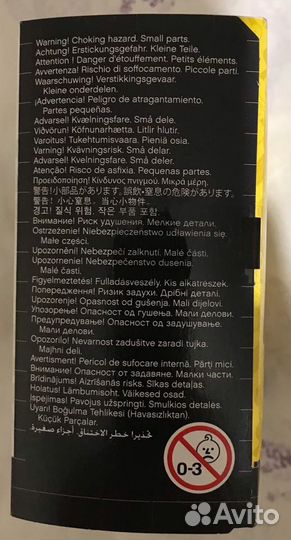 Warning! Choking hazard. Small parts.
Achtung! Erstickungsgefahr. Kleine Teile.
Attention ! Danger d'étouffement. Petits éléments.
Avvertenza! Rischio di soffocamento. Piccole parti.
Waarschuwing! Verstikkingsgevaar.
Kleine onderdelen.
¡Advertencia! Peligro de atragantamiento.
Partes pequeñas.
Advarsel! Kvælningsfare. Små dele.
Viðvörun! Köfnunarhætta. Litlir hlutir.
Varoitus! Tukehtumisvaara. Pieniä osia.
Varning! Kvävningsrisk. Små delar.
Advarsel! Kvelningsfare. Små deler.
Atenção! Risco de asfixia. Pequenas partes.
Προειδοποίηση! Κίνδυνος πνιγμού. Μικρά μέρη.
警告!小部品があります。誤飲・窒息の危険があります。
警告!小心窒息。当心小物件。
경고! 질식 위험. 작은 부품 포함.
Внимание! Риск удушения. Мелкие детали.
Ostrzeżenie! Niebezpieczeństwo udławienia się.
Małe części.
Upozornění! Nebezpečí zalknutí. Malé části.
Upozornenie! Nebezpečenstvo dusenia.
Malé časti.
Figyelmeztetés! Fulladásveszély. Kis alkatrészek.
Попередження! Ризик задухи. Дрібні деталі.
Upozorenje! Opasnost od gušenja. Mali dijelovi.
Упозорење! Опасност од гушења. Мали делови.
Предупредување! Опасност од задушување.
Мали делови.
Opozorilo! Nevarnost zadušitve zaradi tujka.
Majhni deli.
Avertisment! Pericol de sufocare internă. Părți mici.
Внимание! Опасност от задавяне. Малки части.
Brīdinājums! Aizrīšanās risks. Sīkas detaļas.
Hoiatus! Lämbumisoht. Väikesed osad.
Įspėjimas! Pavojus užspringti. Smulkios detalės.
Uyarı! Boğulma Tehlikesi (Havasızlıktan).
Küçük Parçalar.
تحذير! خطر الاختناق. أجزاء صغيرة
0-3
Avito